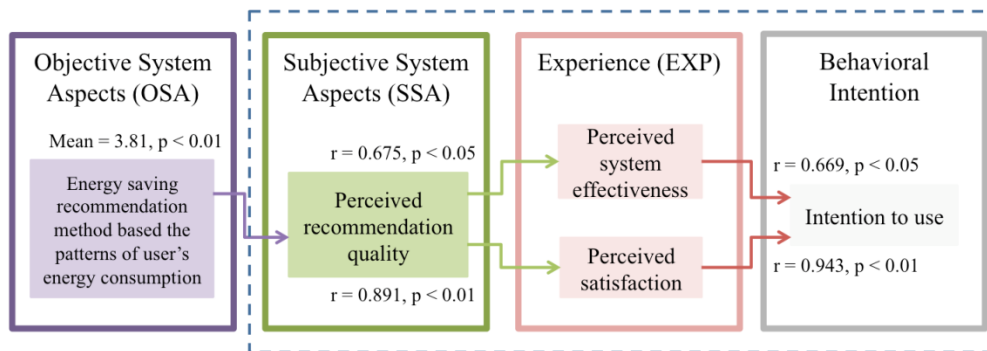 Objective System
Aspects (OSA)
Mean = 3.81, p < 0.01
Energy saving
recommendation
method based the
patterns of user's
energy consumption
Subjective System
Aspects (SSA)
r = 0.675, p < 0.05
Perceived
recommendation
quality
r = 0.891, p < 0.01
Experience (EXP)
Perceived
system
effectiveness
Perceived
satisfaction
Behavioral
Intention
r = 0.669, p < 0.05
Intention to use
r = 0.943, p < 0.01